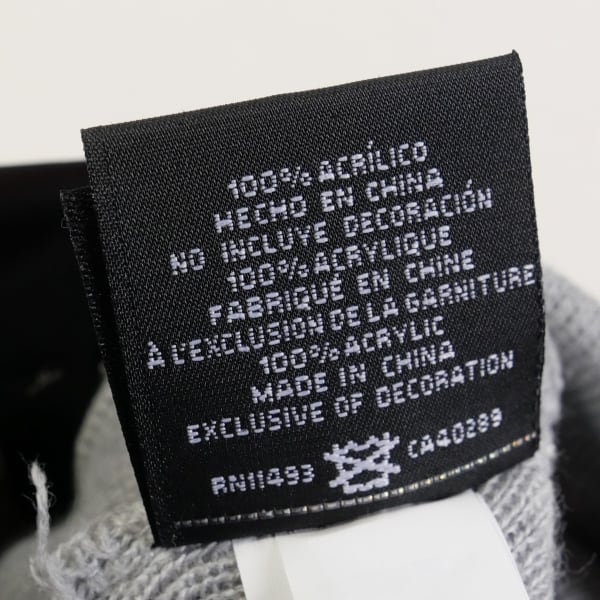 100% ACRÍLICO
HECHO EN CHINA
NO INCLUYE DECORACIÓN
100% ACRYLIQUE
FABRIQUÉ EN CHINE
À L'EXCLUSION DE LA GARNITURE
100% ACRYLIC
MADE IN CHINA
EXCLUSIVE OF DECORATION
RN11493 CA40289